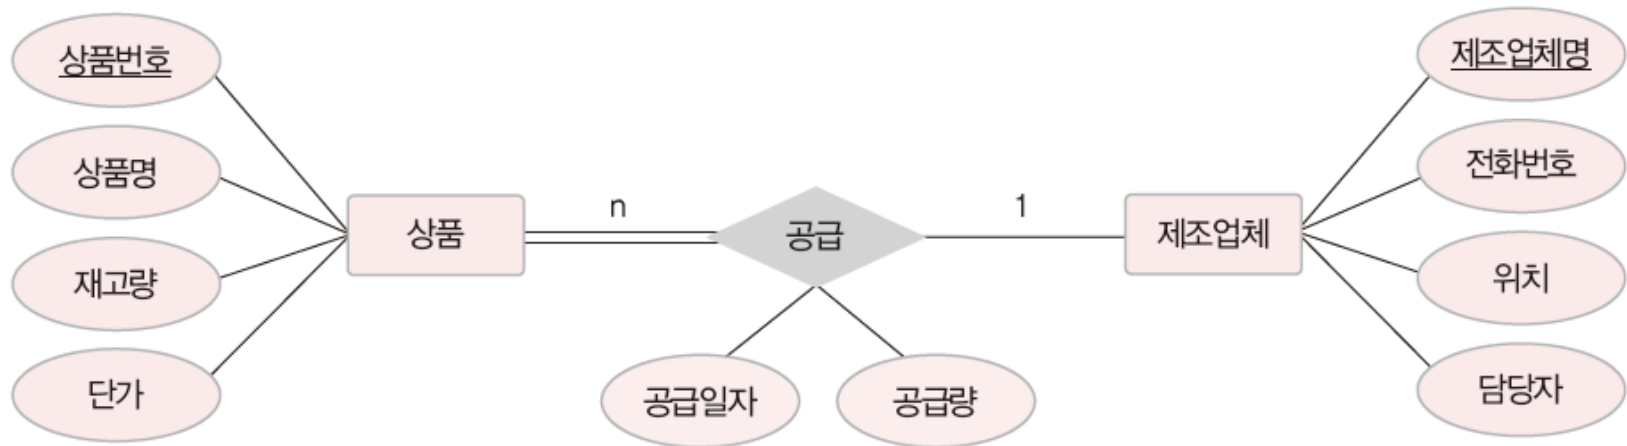 상품번호
상품명
재고량
단가
상품
n
공급
1
제조업체
공급일자
공급량
제조업체명
전화번호
위치
담당자